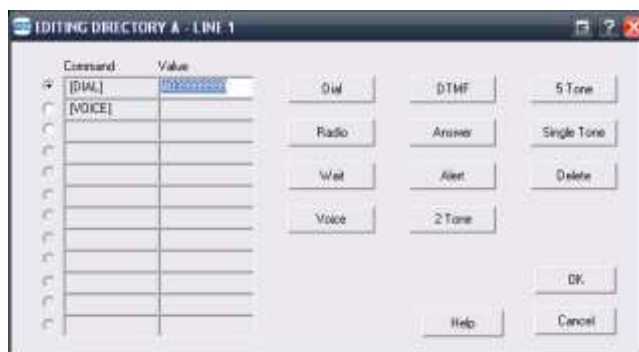 EDITING DIRECTORY A - LINE 1
Command Value
[DIAL]
[VOICE]
Dial DTMF 5 Tone
Radio Answer Single Tone
Wait Alert Delete
Voice 2 Tone
OK
Help Cancel